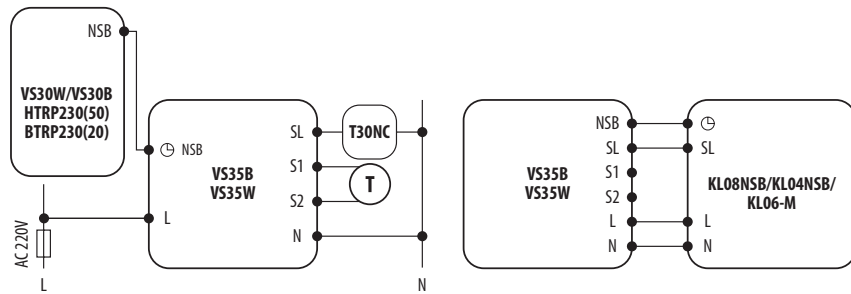 NSB
VS30W/VS30B
HTRP230(50)
BTRP230(20)
NSB
L
VS35B
VS35W
SL
S1
S2
N
T30NC
T
AC 220V
L
N
VS35B
VS35W
NSB
SL
S1
S2
L
N
SL
L
N
KL08NSB/KL04NSB/
KL06-M